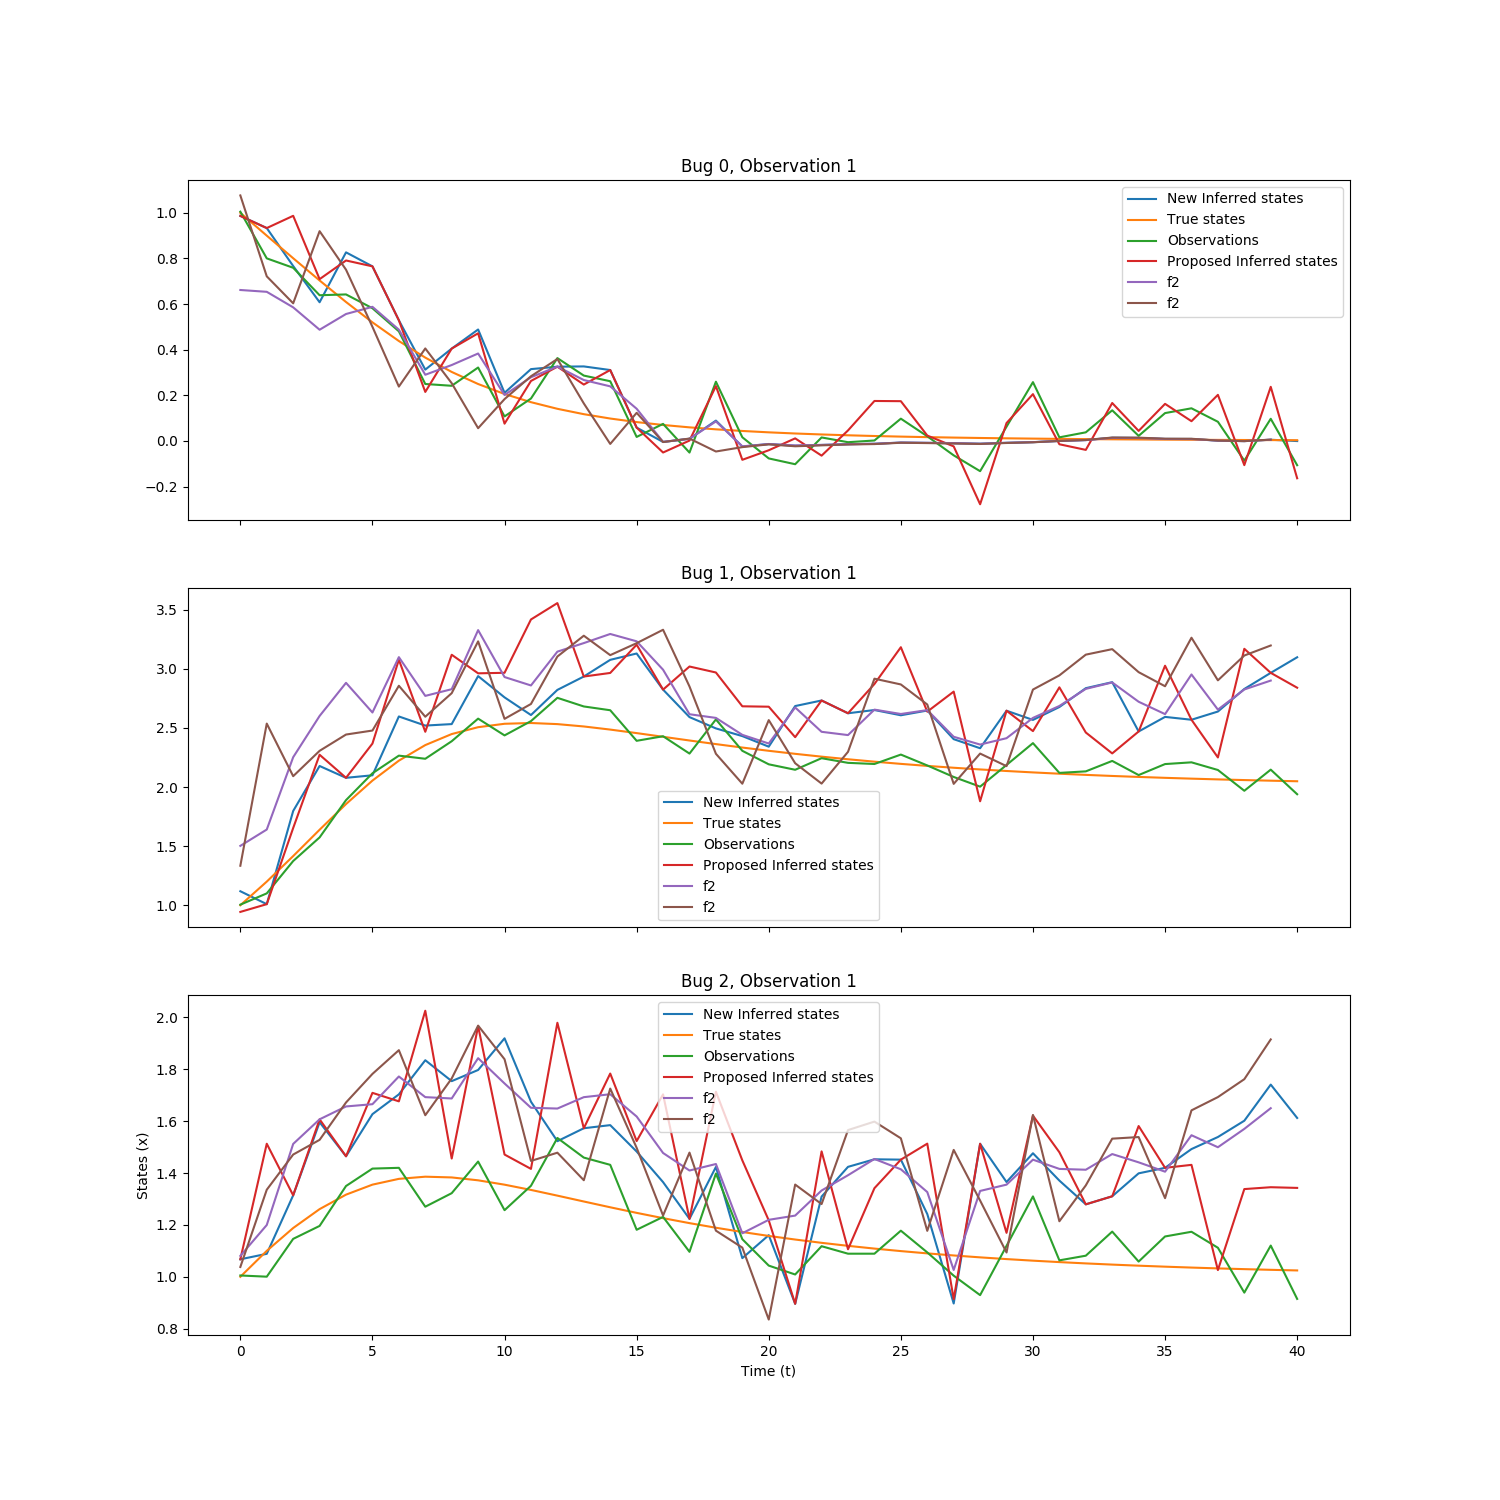 Bug 0, Observation 1
1.0
0.8
0.6
0.4
0.2
0.0
−0.2
New Inferred states
True states
Observations
Proposed Inferred states
f2
f2
Bug 1, Observation 1
3.5
3.0
2.5
2.0
1.5
1.0
New Inferred states
True states
Observations
Proposed Inferred states
f2
f2
Bug 2, Observation 1
States (x)
2.0
1.8
1.6
1.4
1.2
1.0
0.8
New Inferred states
True states
Observations
Proposed Inferred states
f2
f2
0 5 10 15 20 25 30 35 40
Time (t)